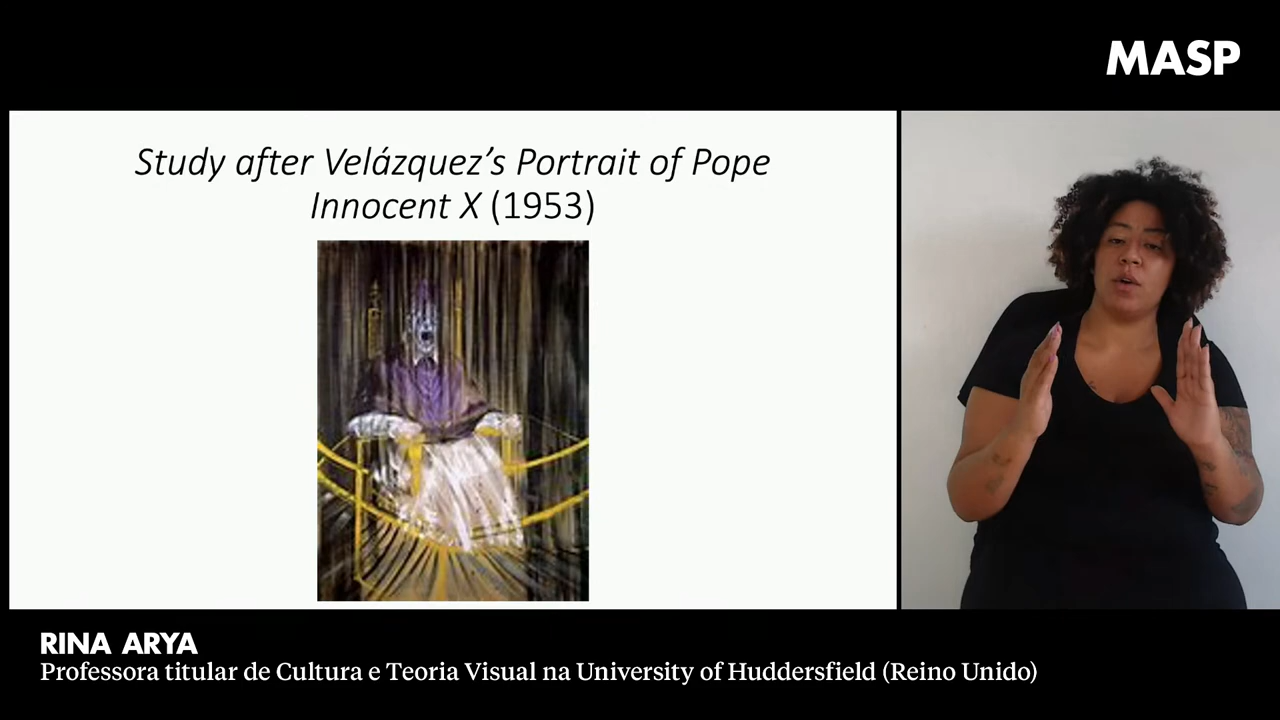 MASP
Study after Velázquez’s Portrait of Pope
Innocent X (1953)
RINA ARYA
Professora titular de Cultura e Teoria Visual na University of Huddersfield (Reino Unido)